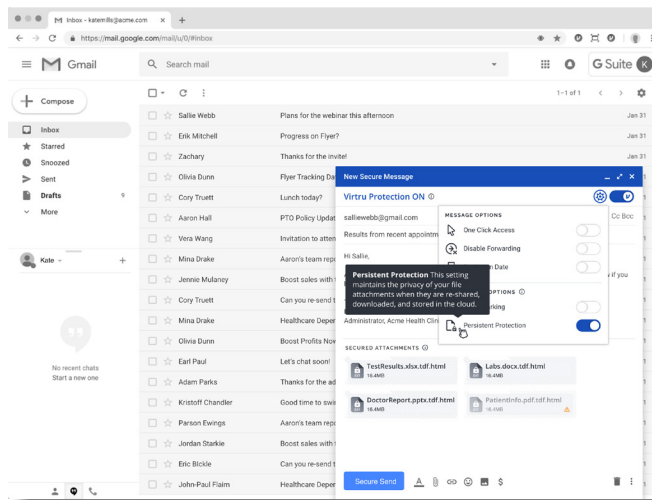 Inbox - katemills@acme.com
https://mail.google.com/mail/u/0/#inbox
Gmail
Search mail
G Suite K
Compose
1-1 of 1
Inbox
Starred
Snoozed
Sent
Drafts 9
More
Kate
No recent chats
Start a new one
Sallie Webb Plans for the webinar this afternoon Jan 31
Erik Mitchell Progress on Flyer? Jan 31
Zachary Thanks for the invite! Jan 31
Olivia Dunn Flyer Tracking Da
Cory Truett Lunch today?
Aaron Hall PTO Policy Updat
Vera Wang Invitation to atten
Mina Drake Aaron's team repo
Jennie Mulaney Boost sales with
Cory Truett Can you re-send t
Mina Drake Healthcare Deper
Olivia Dunn Boost Profits Now
Earl Paul Let's chat soon!
Adam Parks Thanks for the ad
Kristoff Chandler Good time to swi
Parson Ewings Aaron's team repo
Jordan Starkie Boost sales with
Eric Bickle Can you re-send t
John-Paul Flaim Healthcare Deper
New Secure Message
Virtru Protection ON
salliewebb@gmail.com
Cc Bcc
Results from recent appointm
Hi Sallie,
if you
Administrator, Acme Health Clin
MESSAGE OPTIONS
One Click Access
Disable Forwarding
n Date
OPTIONS
rking
Persistent Protection
Persistent Protection This setting
maintains the privacy of your file
attachments when they are re-shared,
downloaded, and stored in the cloud.
SECURED ATTACHMENTS
TestResults.xlsx.tdf.html
16.4MB
Labs.docx.tdf.html
16.4MB
DoctorReport.pptx.tdf.html
16.4MB
PatientInfo.pdf.tdf.html
16.4MB
Secure Send